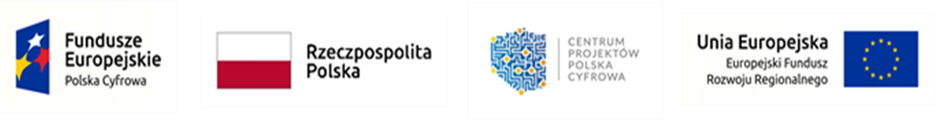 Fundusze
Europejskie
Polska Cyfrowa
Rzeczpospolita
Polska
CENTRUM
PROJEKTÓW
POLSKA
CYFROWA
Unia Europejska
Europejski Fundusz
Rozwoju Regionalnego